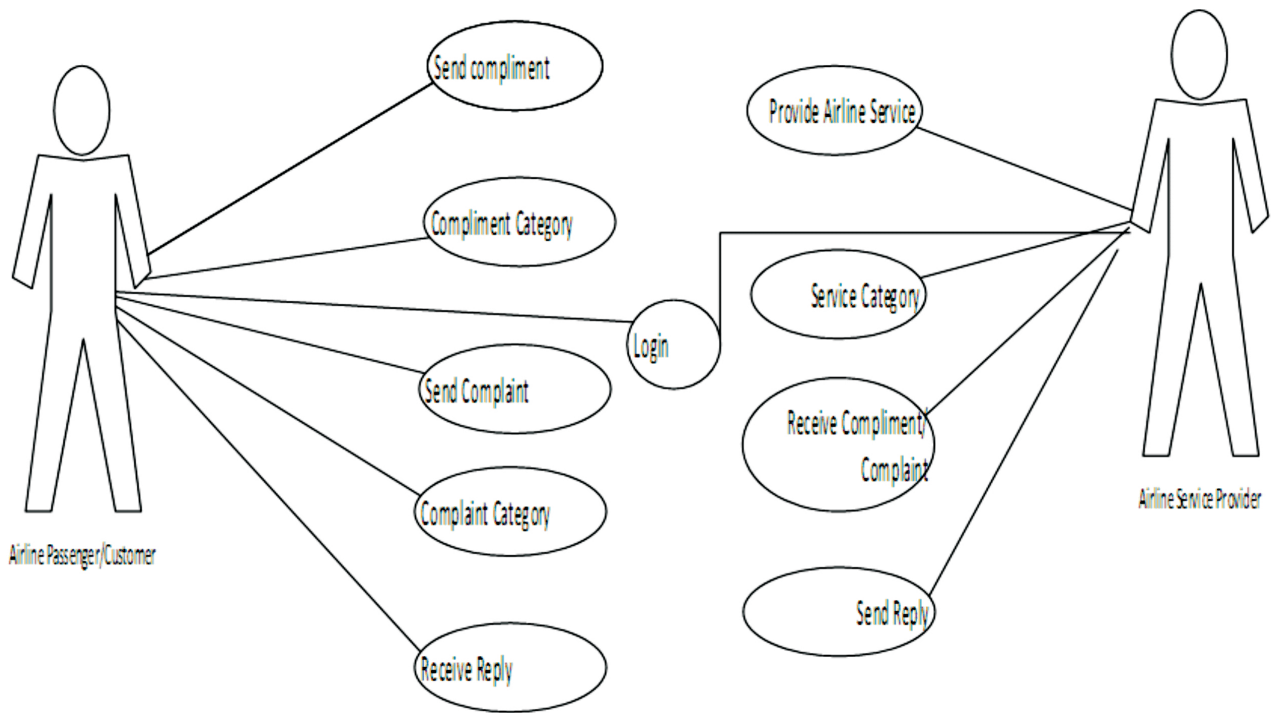 Send compliment
Provide Airline Service
Compliment Category
Service Category
Login
Send Complaint
Receive Compliment/
Complaint
Complaint Category
Airline Service Provider
Airline Passenger/Customer
Send Reply
Receive Reply